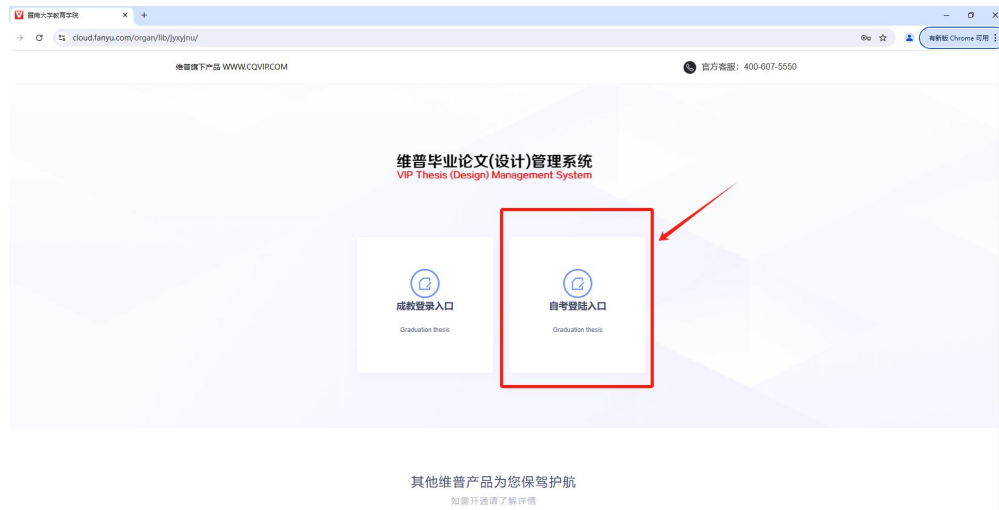 暨南大学教育学院
cloud.fanyu.com/organ/lib/jyxyjnu/
有新版 Chrome 可用
维普旗下产品 WWW.CQVIP.COM
官方客服：400-607-5550
维普毕业论文(设计)管理系统
VIP Thesis (Design) Management System
成教登录入口
Graduation thesis
自考登陆入口
Graduation thesis
其他维普产品为您保驾护航
如需开通请了解详情